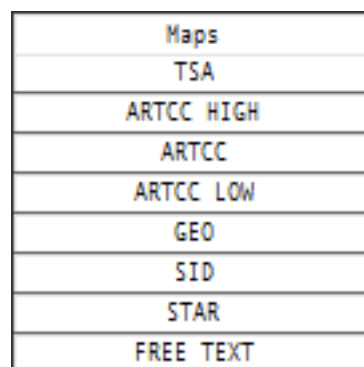 Maps
TSA
ARTCC HIGH
ARTCC
ARTCC LOW
GEO
SID
STAR
FREE TEXT